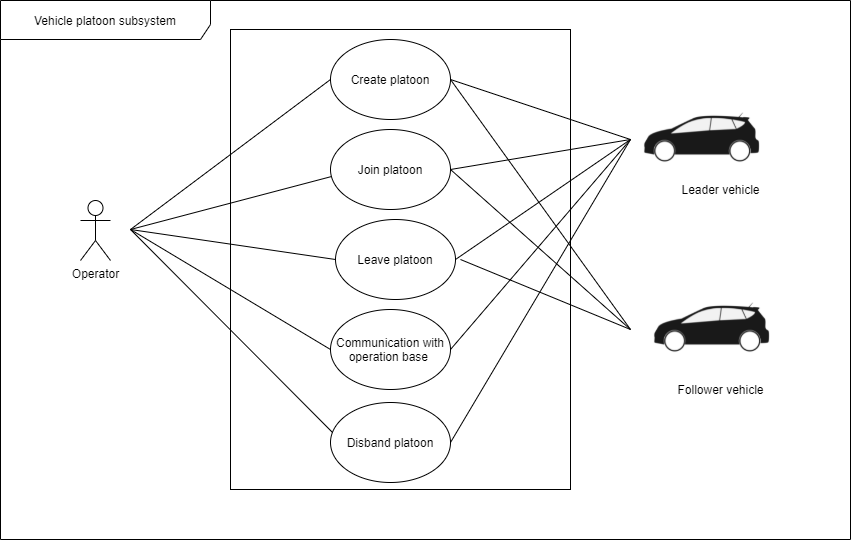 Vehicle platoon subsystem
Create platoon
Join platoon
Leader vehicle
Leave platoon
Operator
Communication with
operation base
Follower vehicle
Disband platoon